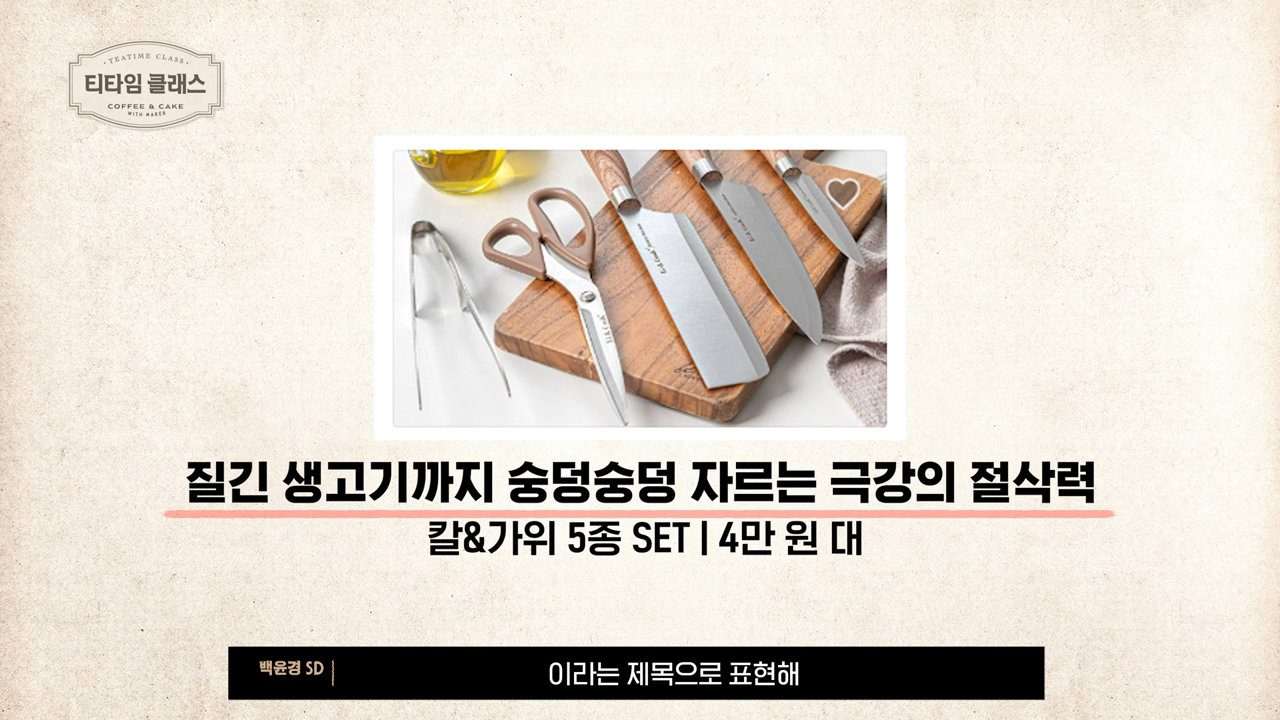 TEATIME CLASS
티타임 클래스
COFFEE & CAKE
WITH MAKER
질긴 생고기까지 숭덩숭덩 자르는 극강의 절삭력
칼&가위 5종 SET | 4만 원 대
백윤경 SD
이라는 제목으로 표현해